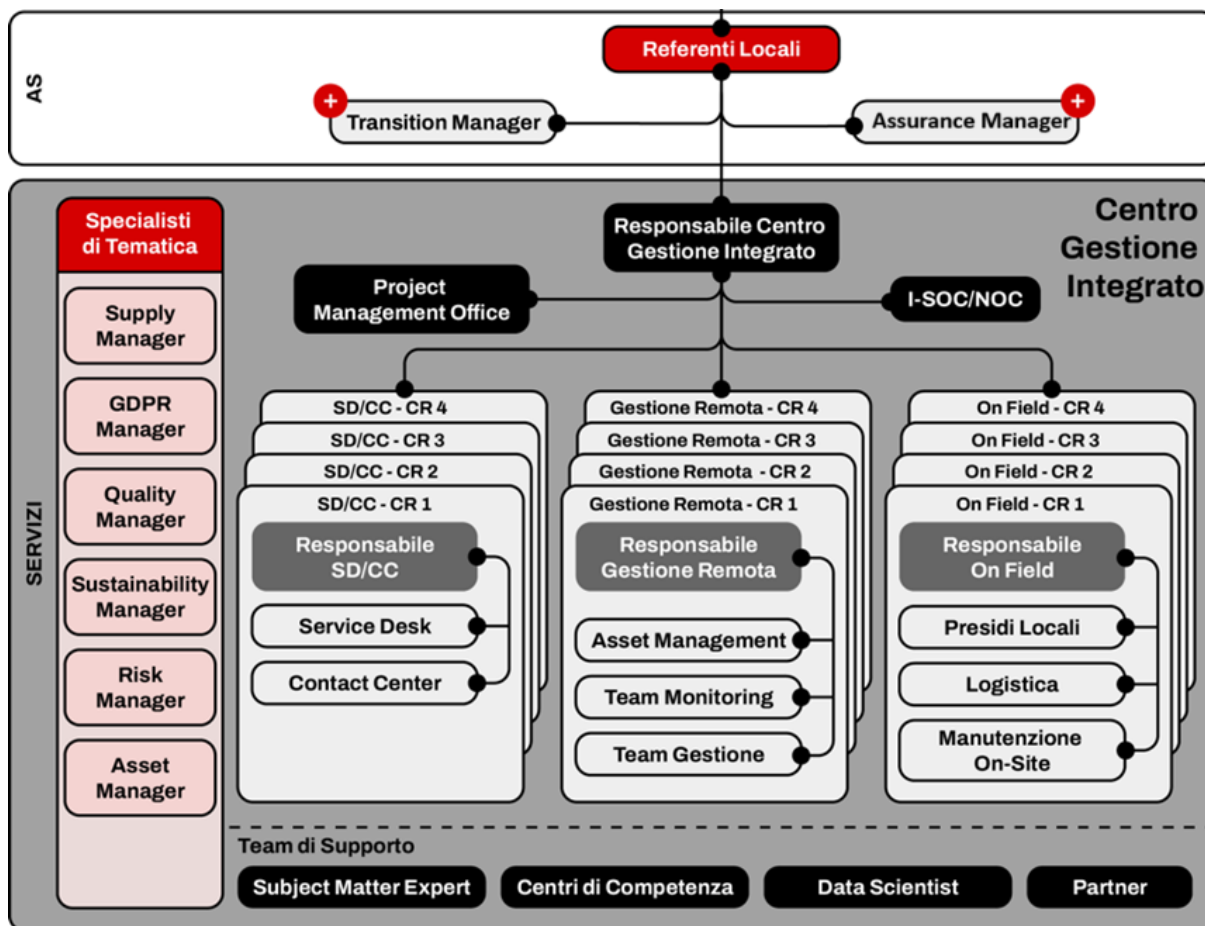 AS
Referenti Locali
+
Transition Manager
+
Assurance Manager
SERVIZI
Specialisti
di Tematica
Supply
Manager
GDPR
Manager
Quality
Manager
Sustainability
Manager
Risk
Manager
Asset
Manager
Centro
Gestione
Integrato
Responsabile Centro
Gestione Integrato
Project
Management Office
I-SOC/NOC
SD/CC - CR 4
SD/CC - CR 3
SD/CC - CR 2
SD/CC - CR 1
Responsabile
SD/CC
Service Desk
Contact Center
Gestione Remota - CR 4
Gestione Remota - CR 3
Gestione Remota - CR 2
Gestione Remota - CR 1
Responsabile
Gestione Remota
Asset Management
Team Monitoring
Team Gestione
On Field - CR 4
On Field - CR 3
On Field - CR 2
On Field - CR 1
Responsabile
On Field
Presidi Locali
Logistica
Manutenzione
On-Site
Team di Supporto
Subject Matter Expert
Centri di Competenza
Data Scientist
Partner